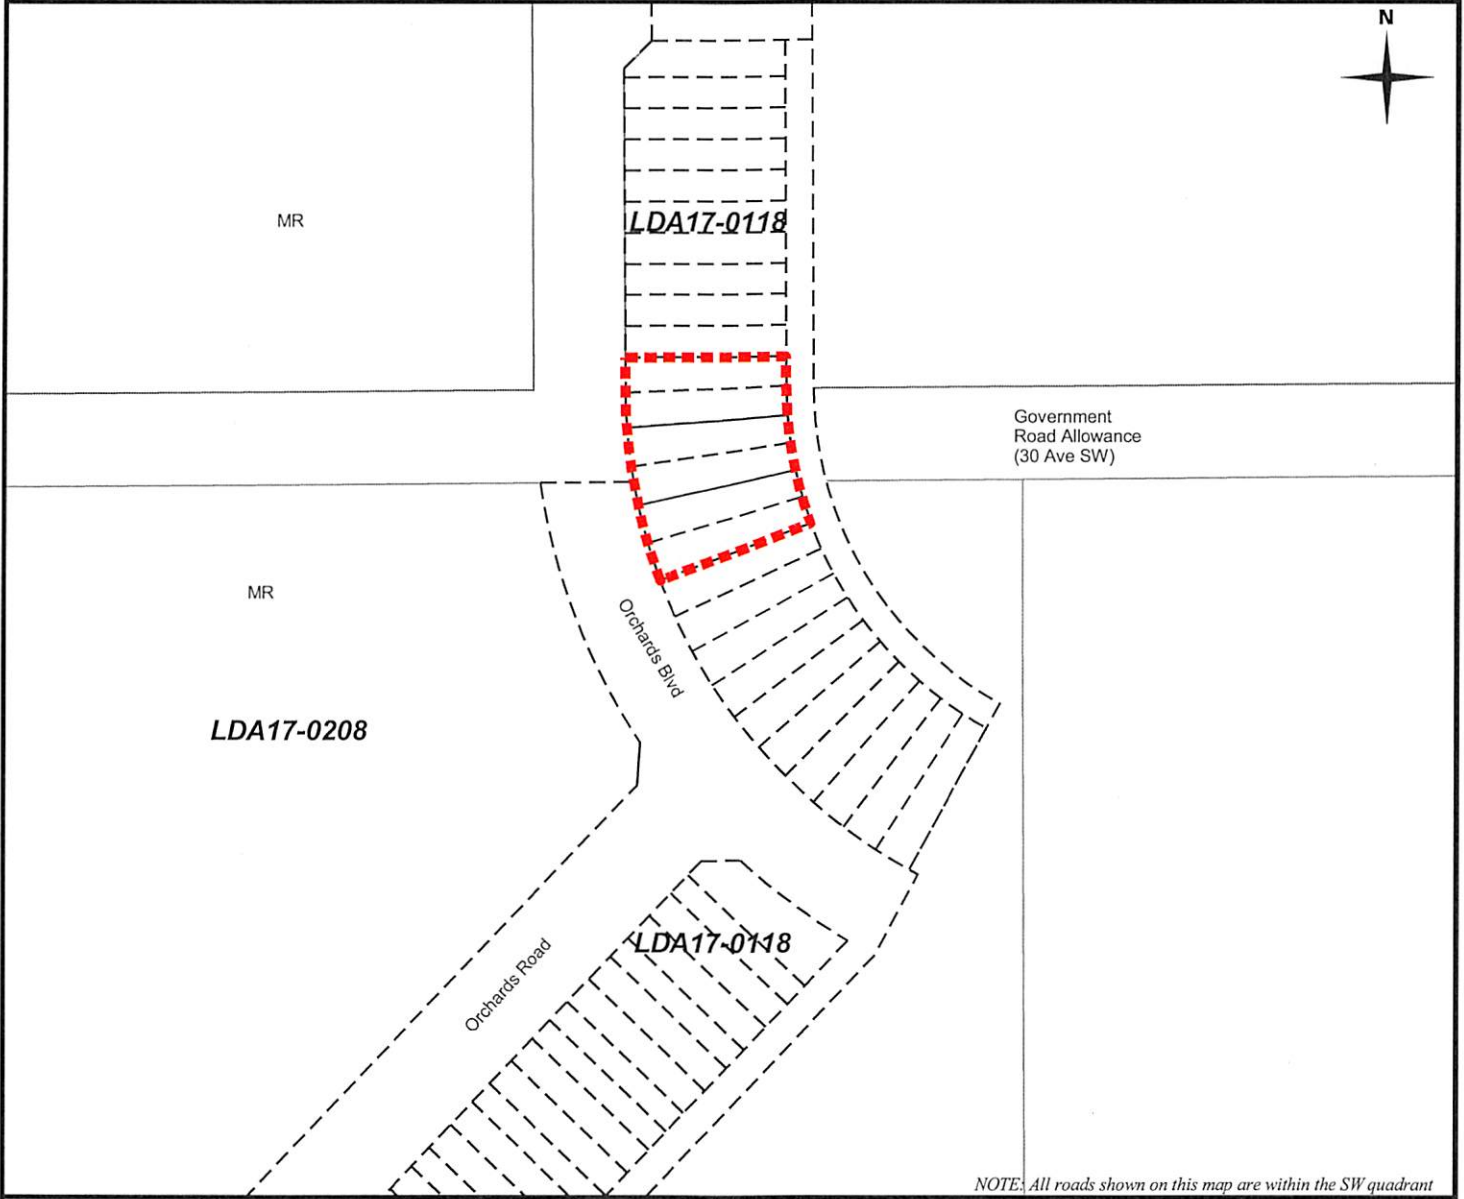 N
MR
LDA17-0118
Government
Road Allowance
(30 Ave SW)
MR
Orchards Blvd
LDA17-0208
LDA17-0118
Orchards Road
NOTE: All roads shown on this map are within the SW quadrant